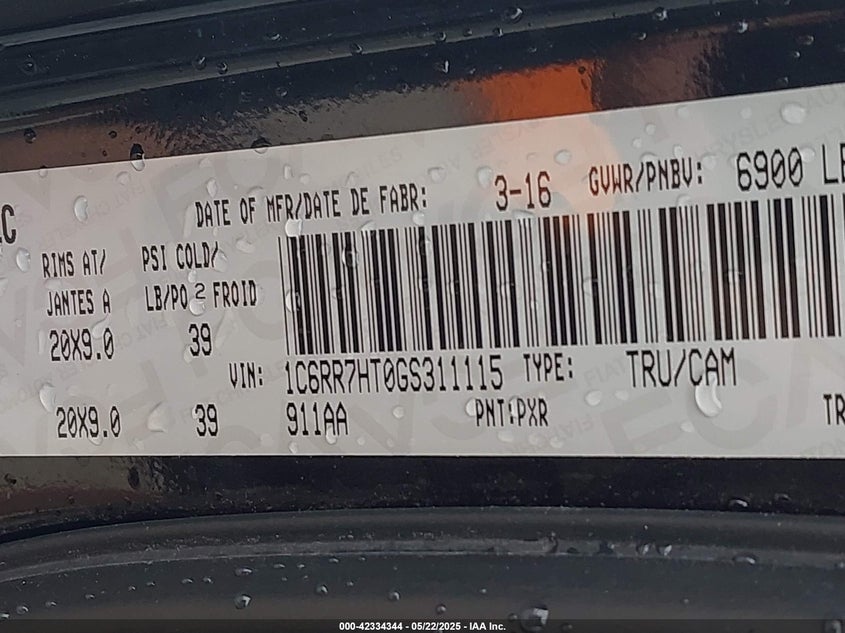 DATE OF MFR/DATE DE FABR: 3-16 GVWR/PNBV: 6900 LB
RIMS AT/ PSI COLD/
JANTES A LB/PO 2 FROID
20X9.0 39
VIN: 1C6RR7HT0GS311115 TYPE: TRU/CAM
20X9.0 39 911AA PNT:PXR TR
000-42334344 - 05/22/2025 - IAA Inc.